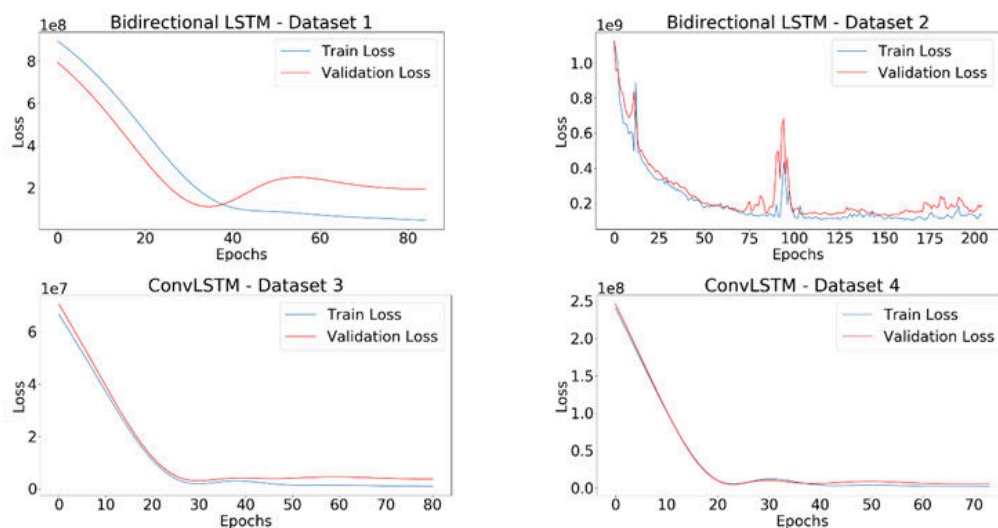 Bidirectional LSTM - Dataset 1
1e8
Train Loss
Validation Loss
8
6
4
2
Loss
0 20 40 60 80
Epochs
Bidirectional LSTM - Dataset 2
1e9
Train Loss
Validation Loss
1.0
0.8
0.6
0.4
0.2
Loss
0 25 50 75 100 125 150 175 200
Epochs
ConvLSTM - Dataset 3
1e7
Train Loss
Validation Loss
6
4
2
0
Loss
0 10 20 30 40 50 60 70 80
Epochs
ConvLSTM - Dataset 4
1e8
Train Loss
Validation Loss
2.5
2.0
1.5
1.0
0.5
0.0
Loss
0 10 20 30 40 50 60 70
Epochs